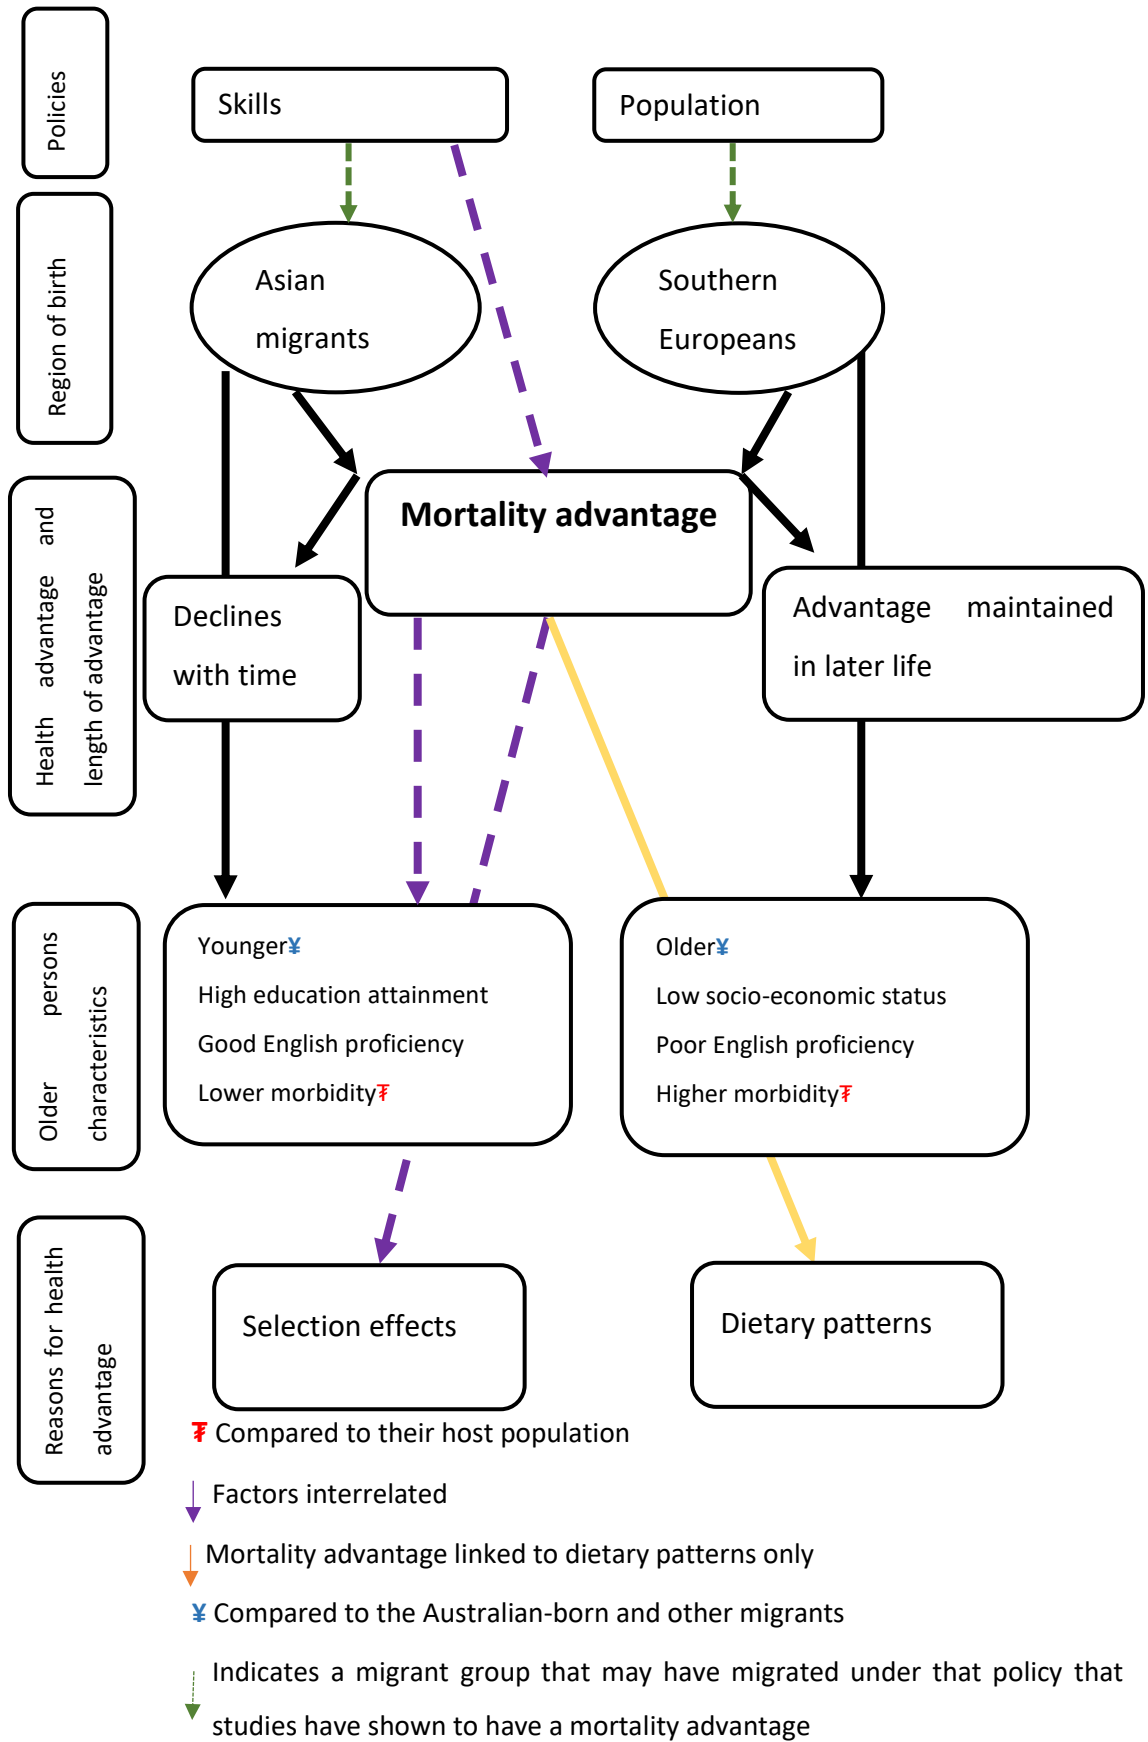 Policies
Skills
Population
Region of birth
Asian
migrants
Southern
Europeans
Health advantage and
length of advantage
Mortality advantage
Declines
with time
Advantage maintained
in later life
Older persons
characteristics
Younger¥
High education attainment
Good English proficiency
Lower morbidity₮
Older¥
Low socio-economic status
Poor English proficiency
Higher morbidity₮
Reasons for health
advantage
Selection effects
Dietary patterns
₮ Compared to their host population
Factors interrelated
Mortality advantage linked to dietary patterns only
¥ Compared to the Australian-born and other migrants
Indicates a migrant group that may have migrated under that policy that
studies have shown to have a mortality advantage